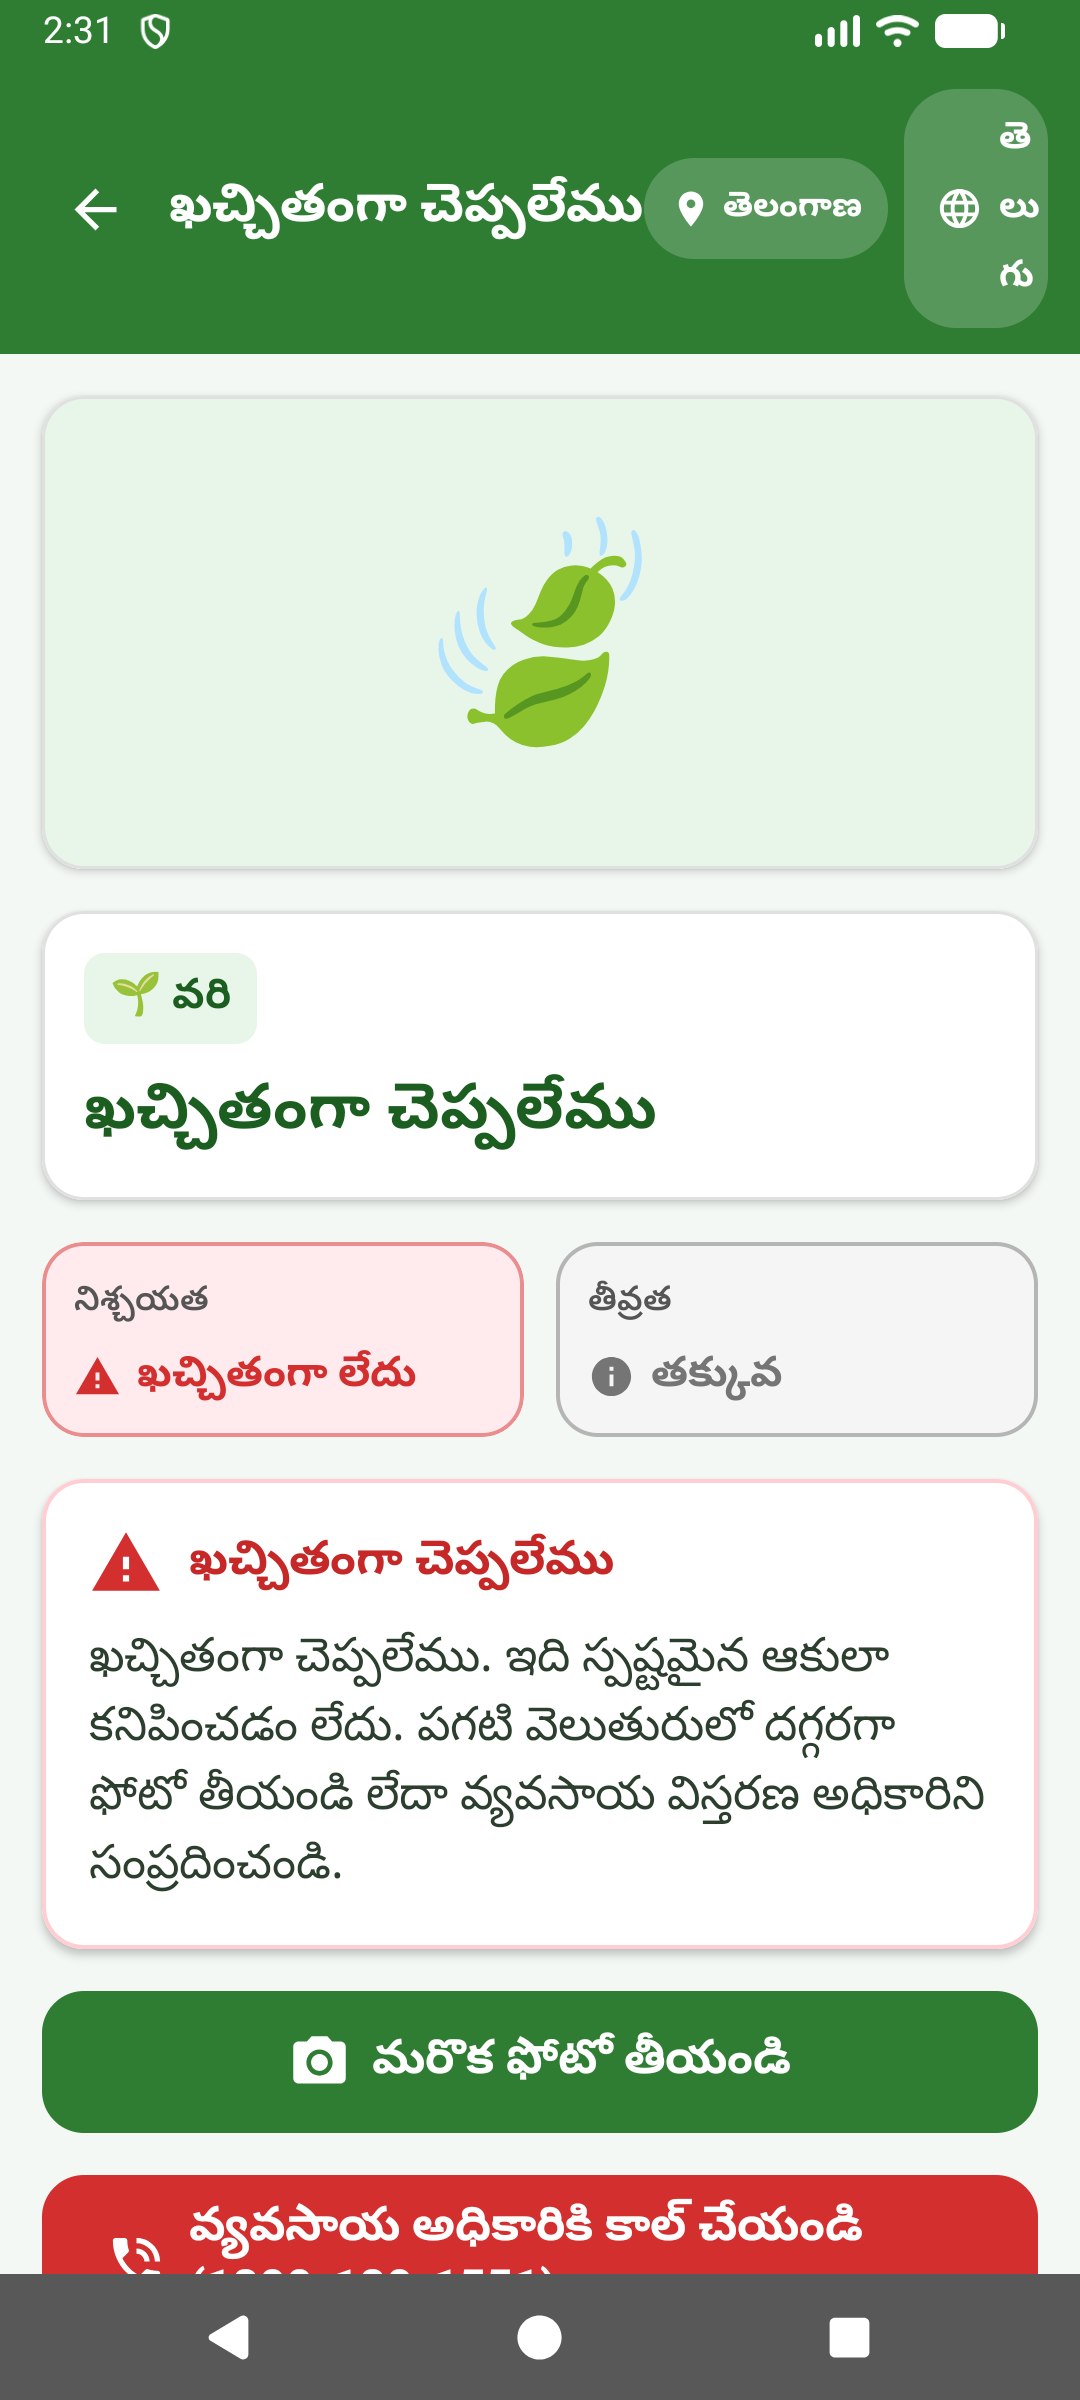 2:31
ఖచ్చితంగా చెప్పలేము
తెలంగాణ
తె
లు
గు
వరి
ఖచ్చితంగా చెప్పలేము
నిశ్చయత
ఖచ్చితంగా లేదు
తీవ్రత
తక్కువ
ఖచ్చితంగా చెప్పలేము
ఖచ్చితంగా చెప్పలేము. ఇది స్పష్టమైన ఆకులా
కనిపించడం లేదు. పగటి వెలుతురులో దగ్గరగా
ఫోటో తీయండి లేదా వ్యవసాయ విస్తరణ అధికారిని
సంప్రదించండి.
మరొక ఫోటో తీయండి
వ్యవసాయ అధికారికి కాల్ చేయండి